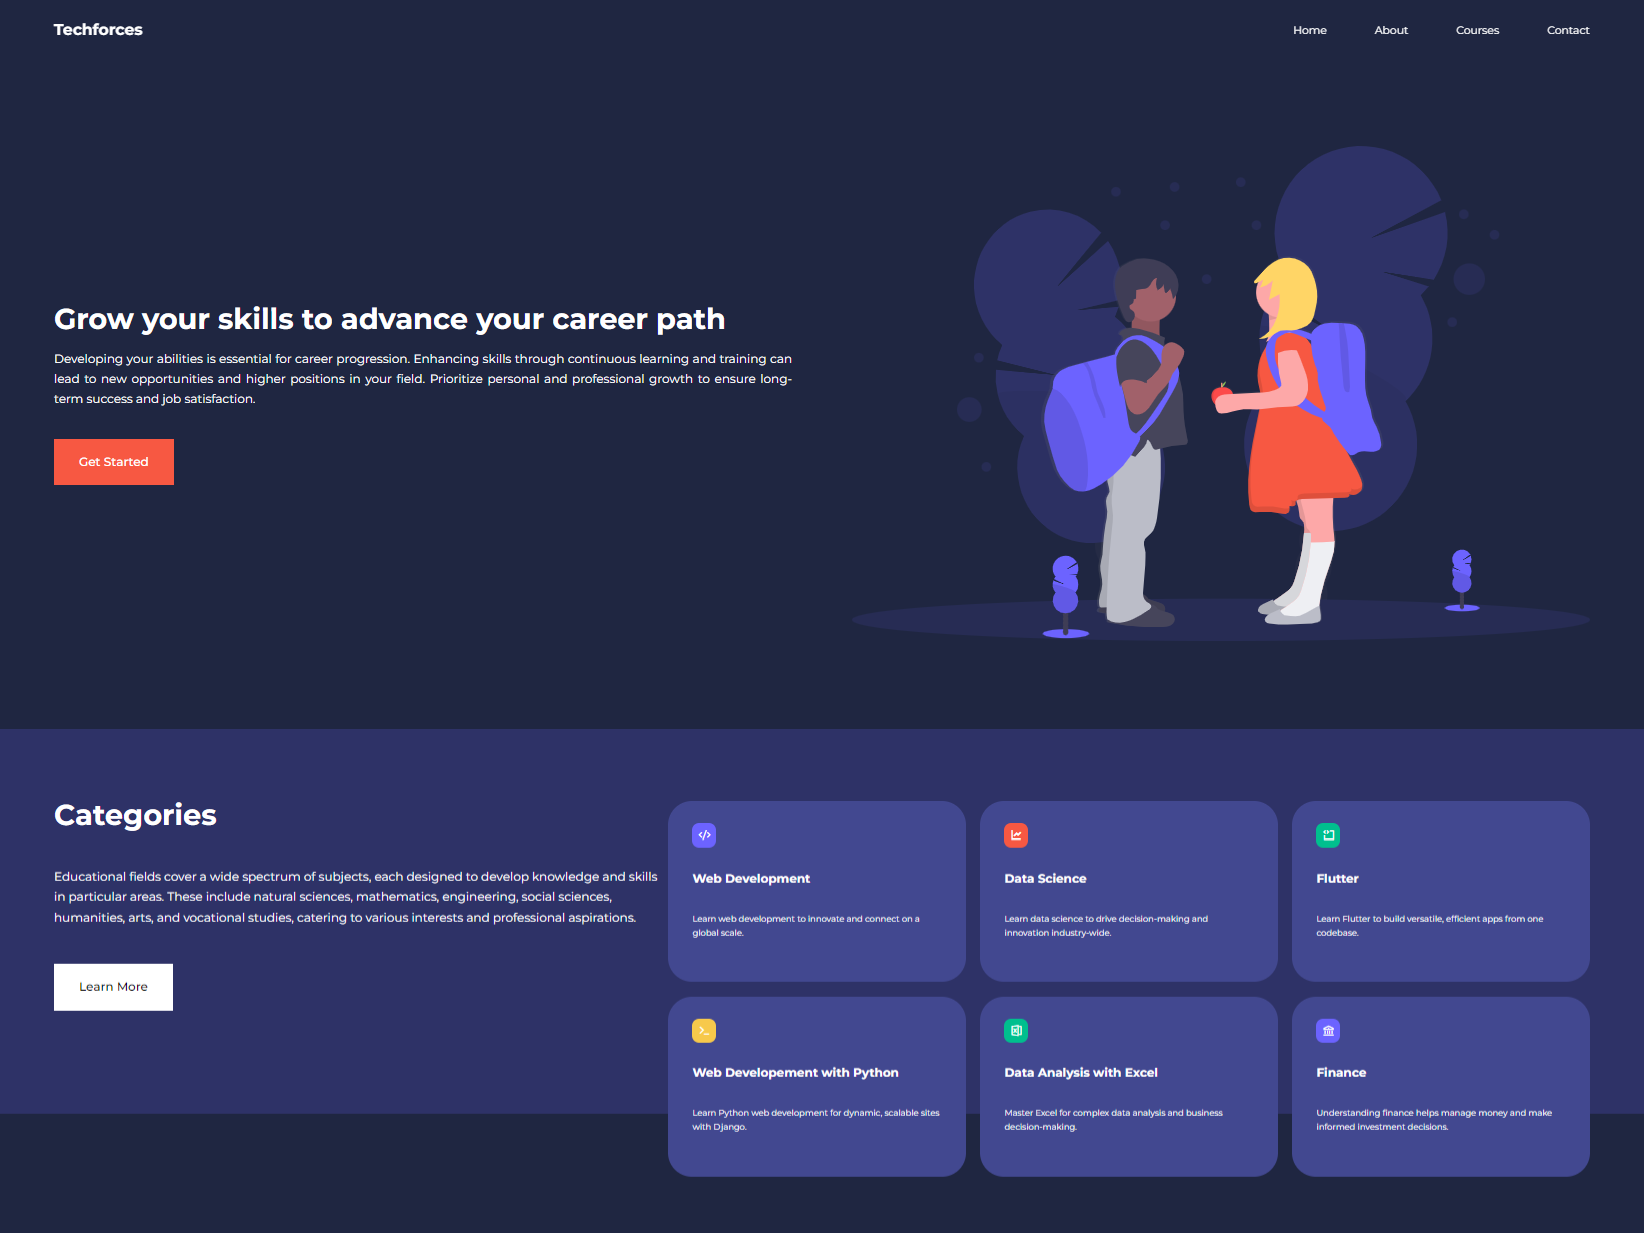 Techforces
Home
About
Courses
Contact
Grow your skills to advance your career path
Developing your abilities is essential for career progression. Enhancing skills through continuous learning and training can
lead to new opportunities and higher positions in your field. Prioritize personal and professional growth to ensure long-
term success and job satisfaction.
Get Started
Categories
Educational fields cover a wide spectrum of subjects, each designed to develop knowledge and skills
in particular areas. These include natural sciences, mathematics, engineering, social sciences,
humanities, arts, and vocational studies, catering to various interests and professional aspirations.
Learn More
Web Development
Learn web development to innovate and connect on a
global scale.
Data Science
Learn data science to drive decision-making and
innovation industry-wide.
Flutter
Learn Flutter to build versatile, efficient apps from one
codebase.
Web Developement with Python
Learn Python web development for dynamic, scalable sites
with Django.
Data Analysis with Excel
Master Excel for complex data analysis and business
decision-making.
Finance
Understanding finance helps manage money and make
informed investment decisions.